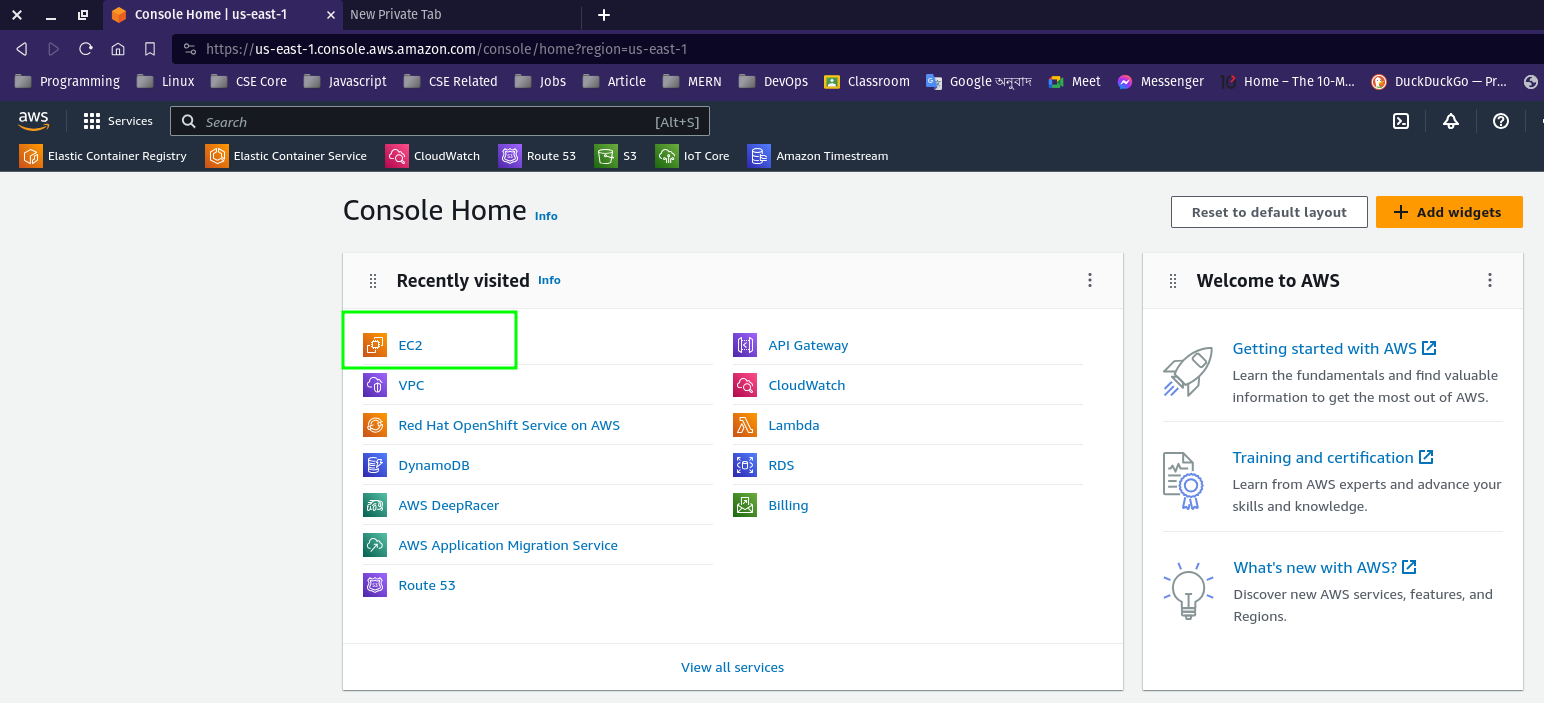 Console Home | us-east-1
New Private Tab
https://us-east-1.console.aws.amazon.com/console/home?region=us-east-1
Programming Linux CSE Core Javascript CSE Related Jobs Article MERN DevOps Classroom Google অনুবাদ Meet Messenger Home – The 10-M... DuckDuckGo — Pr...
aws Services Search [Alt+S]
Elastic Container Registry Elastic Container Service CloudWatch Route 53 S3 IoT Core Amazon Timestream
Console Home Info
Reset to default layout
Add widgets
Recently visited Info
EC2
VPC
Red Hat OpenShift Service on AWS
DynamoDB
AWS DeepRacer
AWS Application Migration Service
Route 53
API Gateway
CloudWatch
Lambda
RDS
Billing
View all services
Welcome to AWS
Getting started with AWS
Learn the fundamentals and find valuable
information to get the most out of AWS.
Training and certification
Learn from AWS experts and advance your
skills and knowledge.
What's new with AWS?
Discover new AWS services, features, and
Regions.